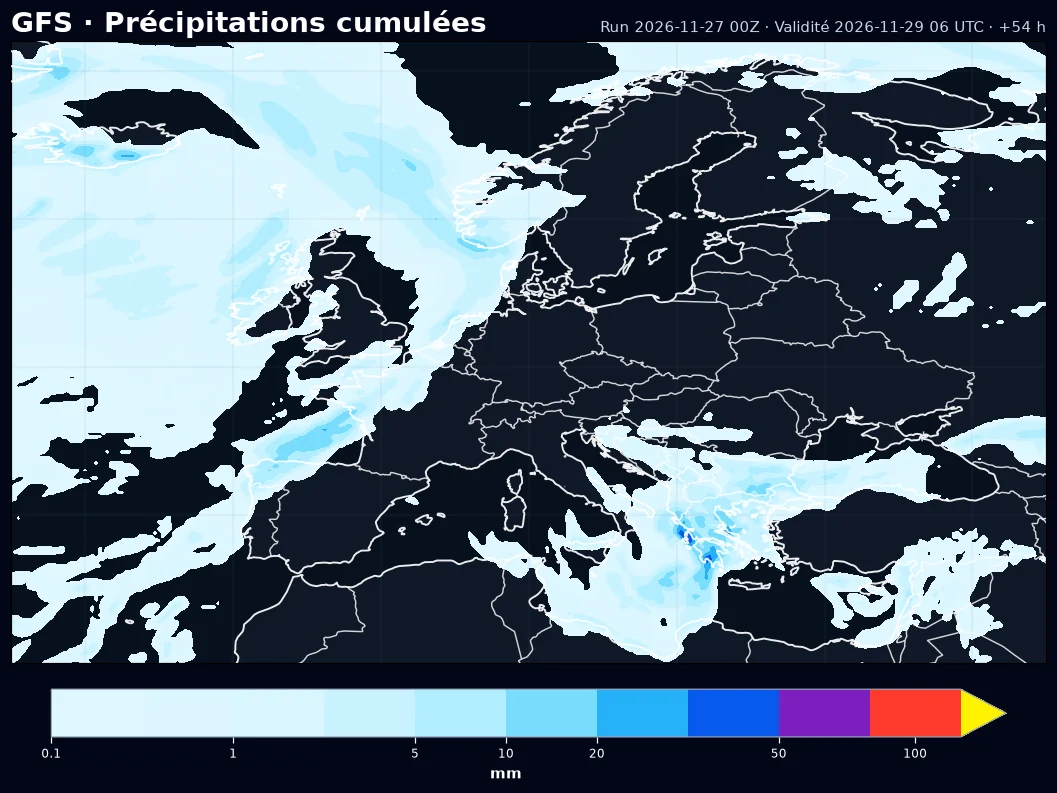 GFS · Précipitations cumulées
Run 2026-11-27 00Z · Validité 2026-11-29 06 UTC · +54 h
0.1 1 5 10 20 50 100
mm